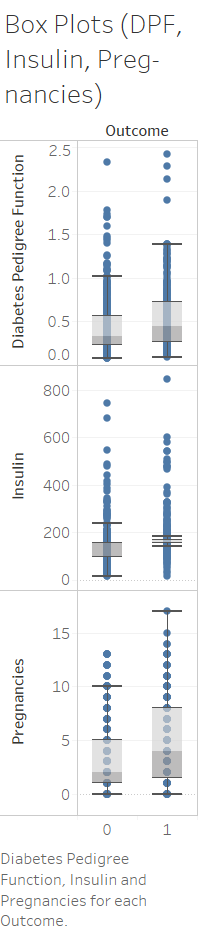 Box Plots (DPF,
Insulin, Preg-
nancies)
Outcome
Diabetes Pedigree Function
2.5
2.0
1.5
1.0
0.5
0.0
Insulin
800
600
400
200
0
Pregnancies
15
10
5
0
0 1
Diabetes Pedigree
Function, Insulin and
Pregnancies for each
Outcome.